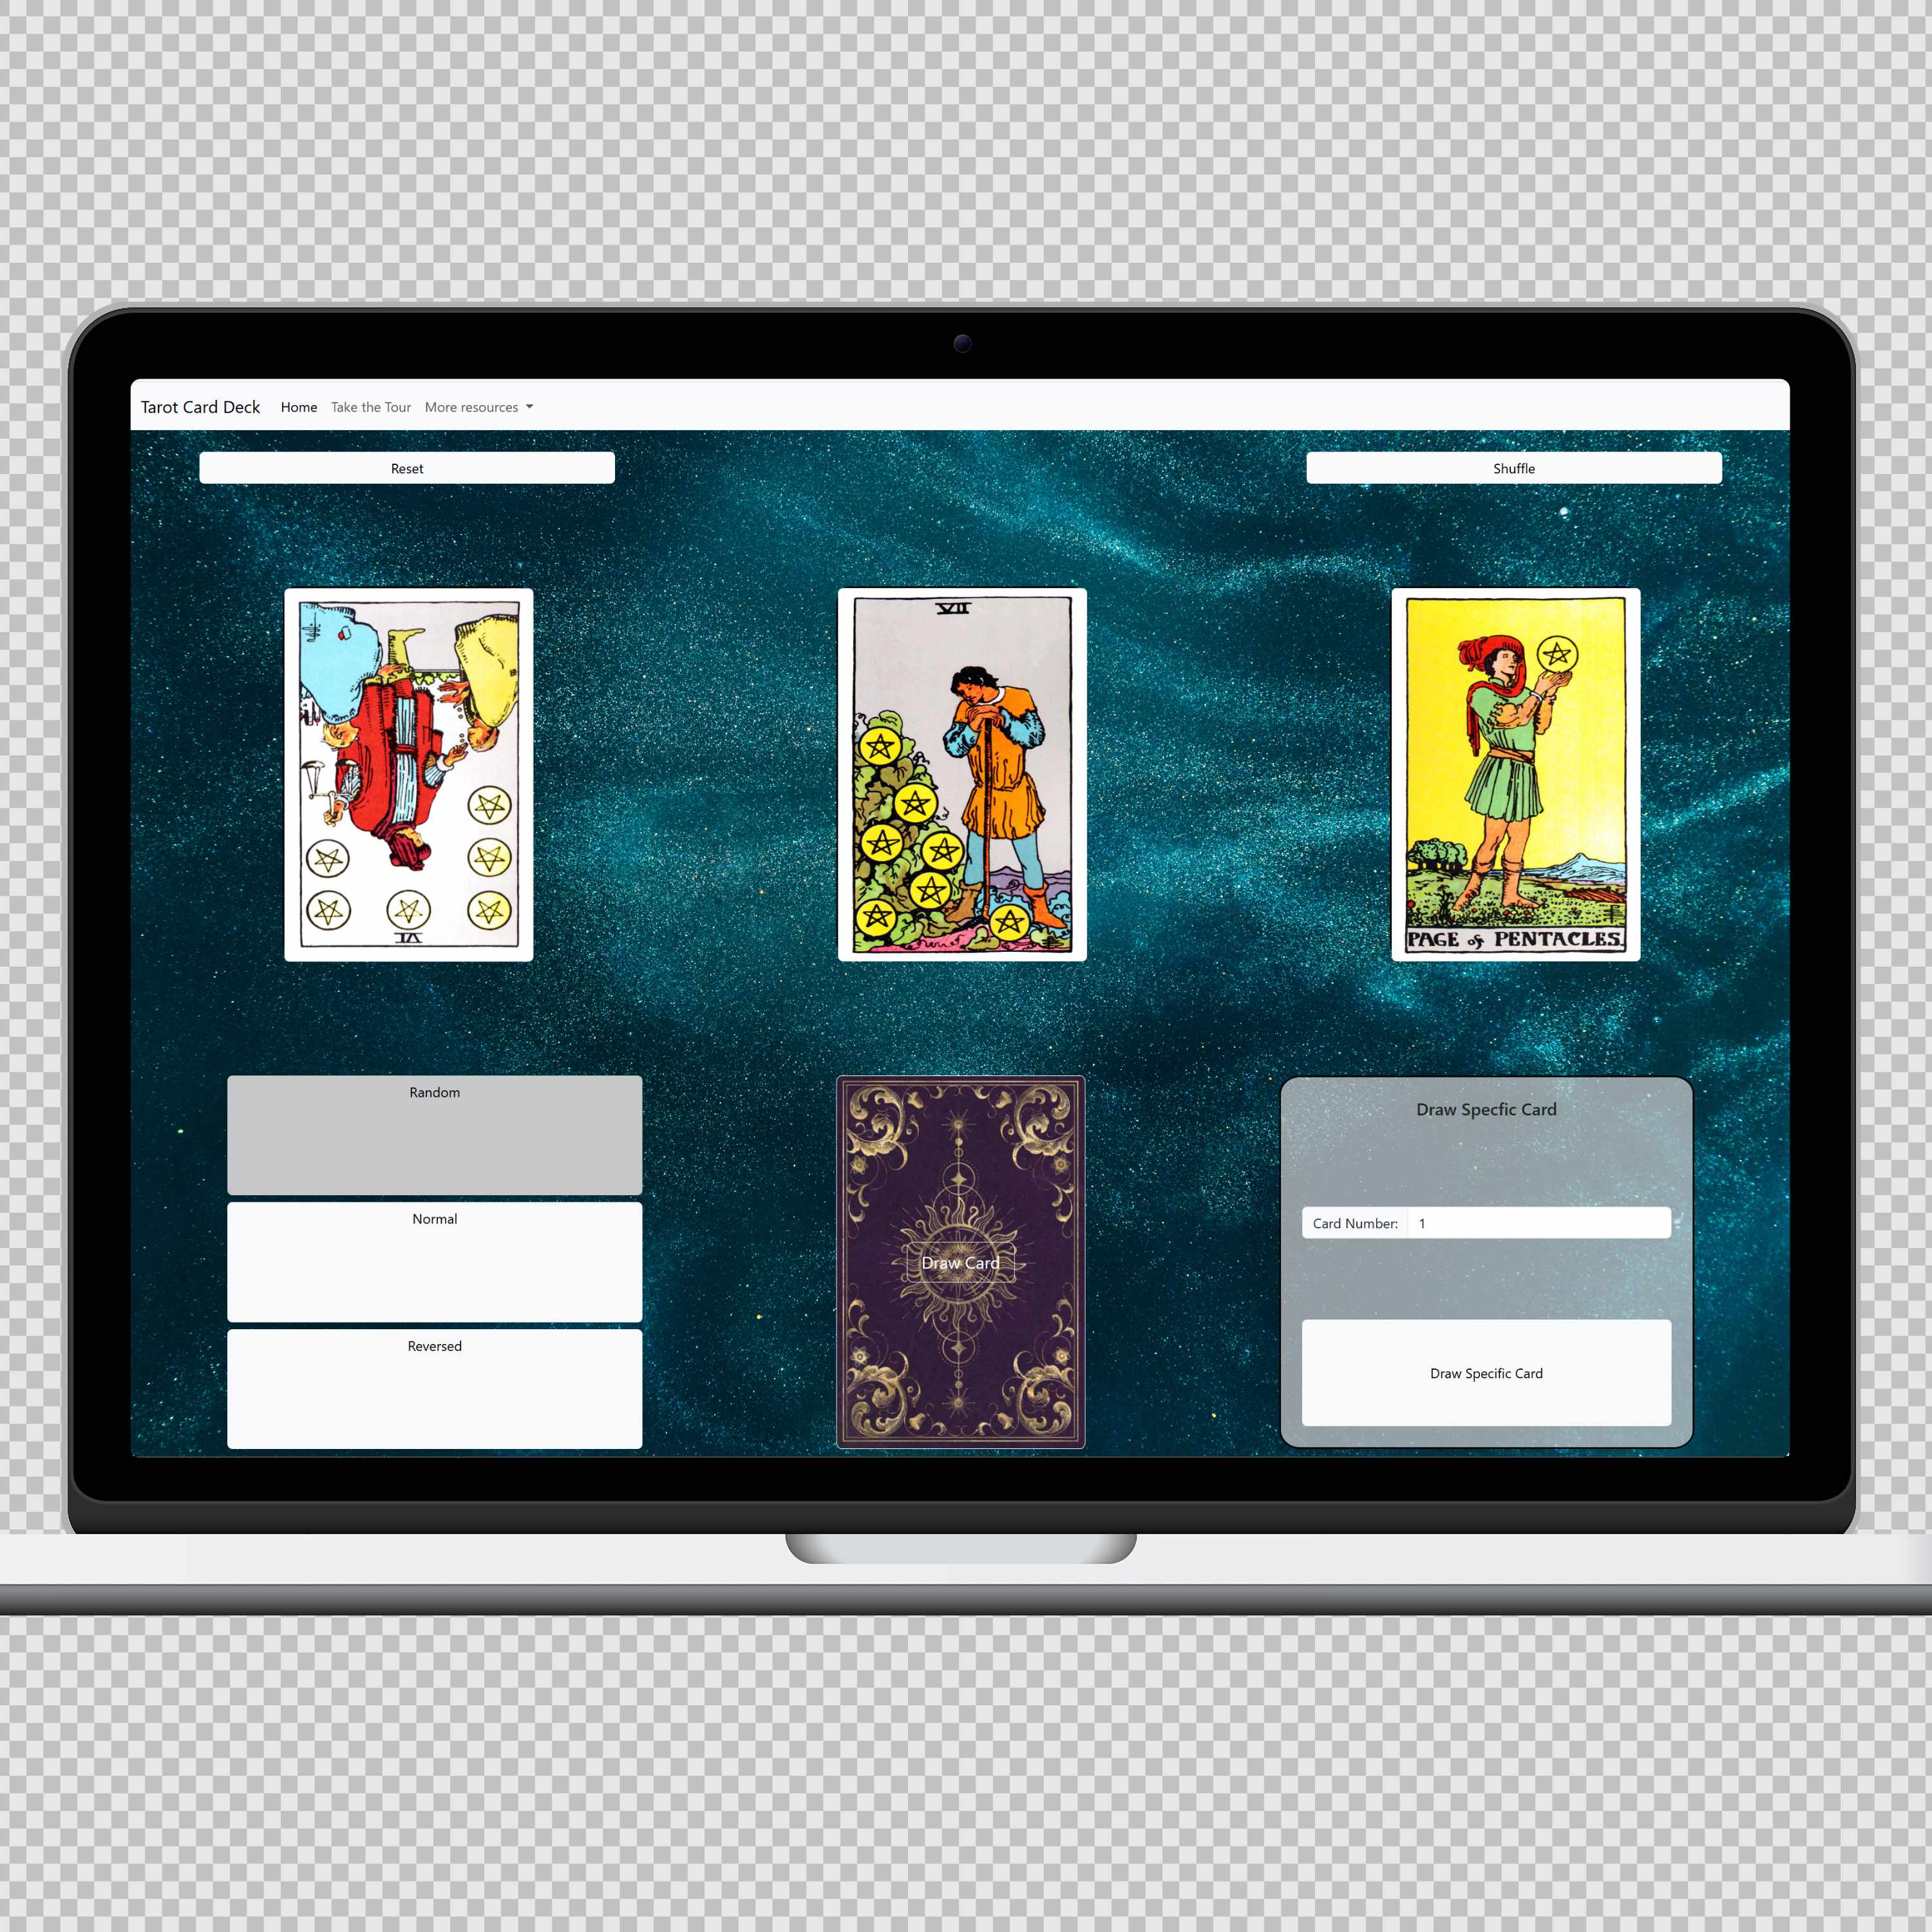 Tarot Card Deck Home Take the Tour More resources
Reset
Shuffle
VII
PAGE of PENTACLES.
VI
Random
Normal
Reversed
Draw Card
Draw Specfic Card
Card Number: 1
Draw Specific Card